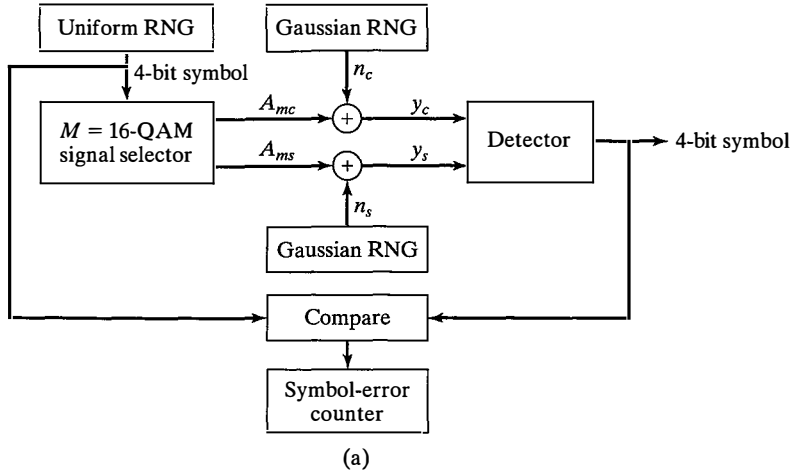 Uniform RNG
Gaussian RNG
4-bit symbol
n_c
M = 16-QAM
signal selector
A_mc
+
y_c
A_ms
+
y_s
Detector
4-bit symbol
n_s
Gaussian RNG
Compare
Symbol-error
counter
(a)